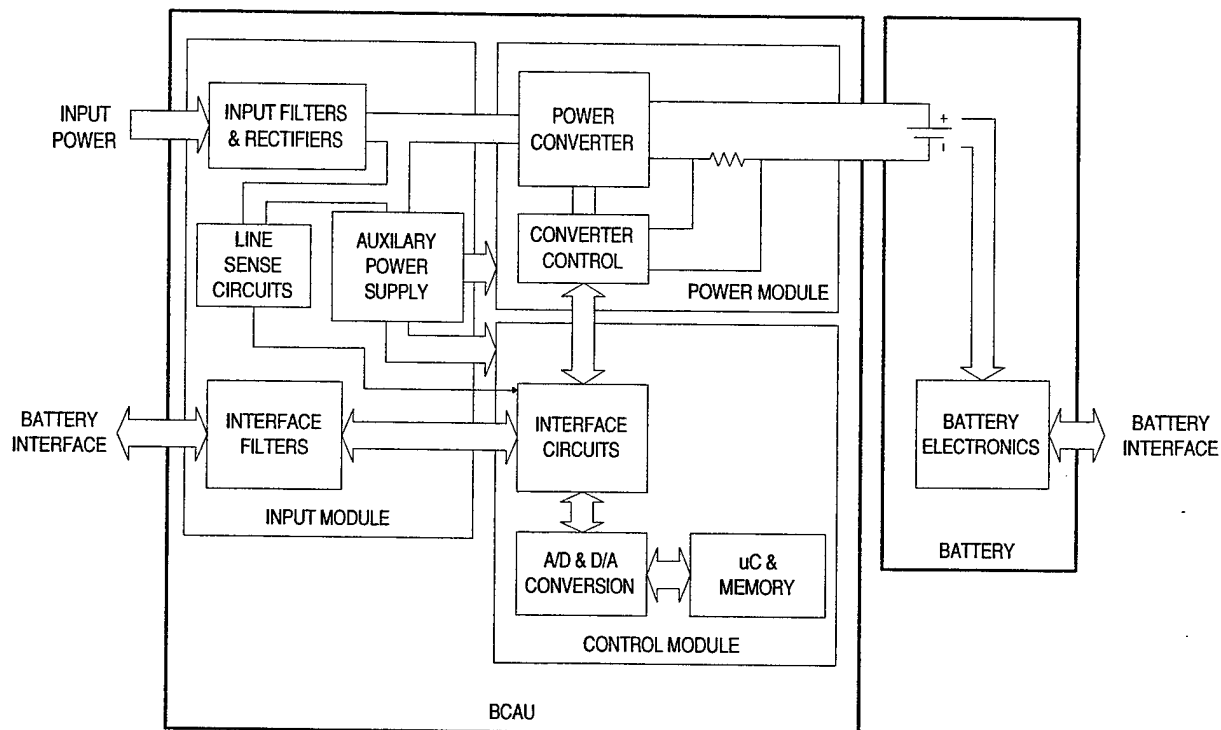 INPUT
POWER
INPUT FILTERS
& RECTIFIERS
LINE
SENSE
CIRCUITS
AUXILARY
POWER
SUPPLY
BATTERY
INTERFACE
INTERFACE
FILTERS
INPUT MODULE
POWER
CONVERTER
CONVERTER
CONTROL
POWER MODULE
INTERFACE
CIRCUITS
A/D & D/A
CONVERSION
uC &
MEMORY
CONTROL MODULE
BCAU
+
-
BATTERY
ELECTRONICS
BATTERY
BATTERY
INTERFACE